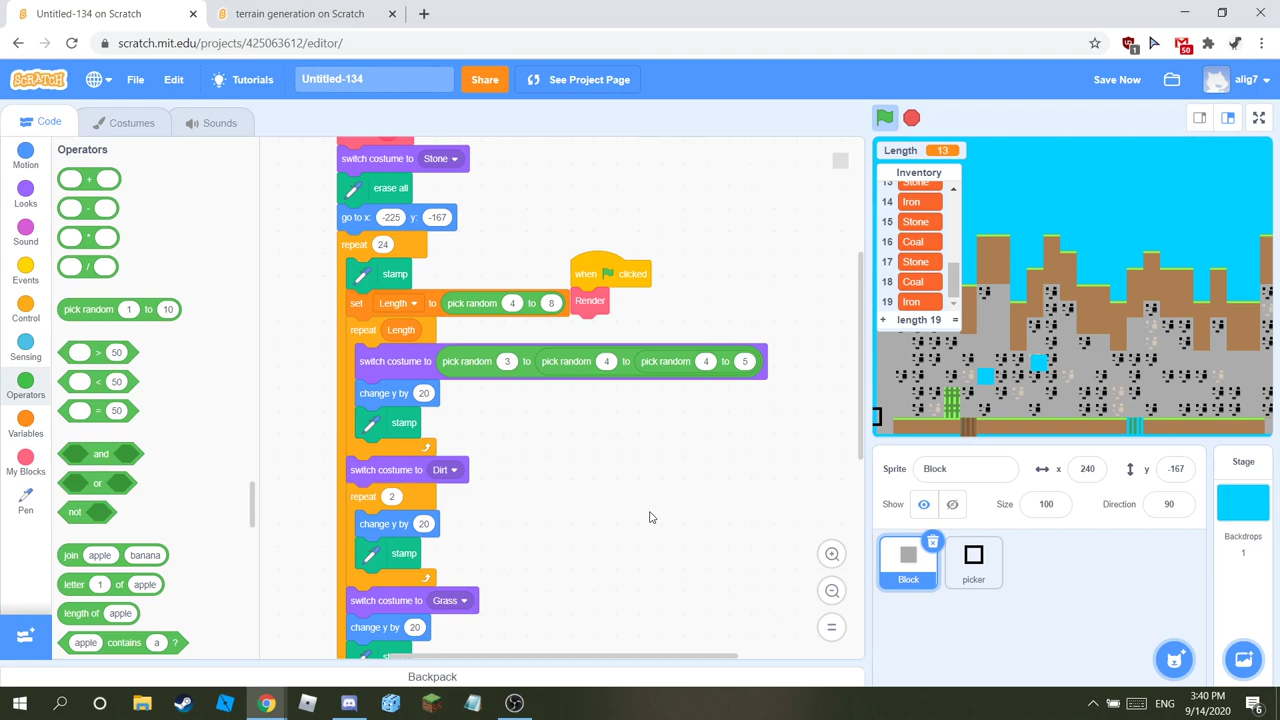 Untitled-134 on Scratch
terrain generation on Scratch
scratch.mit.edu/projects/425063612/editor/
1
50
SCRATCH
File
Edit
Tutorials
Untitled-134
Share
See Project Page
Save Now
alig7
Code
Costumes
Sounds
Motion
Looks
Sound
Events
Control
Sensing
Operators
Variables
My Blocks
Pen
Operators
+
-
*
/
pick random 1 to 10
> 50
< 50
= 50
and
or
not
join apple banana
letter 1 of apple
length of apple
apple contains a ?
switch costume to Stone
erase all
go to x: -225 y: -167
repeat 24
stamp
set Length to pick random 4 to 8
repeat Length
switch costume to pick random 3 to pick random 4 to pick random 4 to 5
change y by 20
stamp
switch costume to Dirt
repeat 2
change y by 20
stamp
switch costume to Grass
change y by 20
when clicked
Render
Backpack
Length 13
Inventory
13 Stone
14 Iron
15 Stone
16 Coal
17 Stone
18 Coal
19 Iron
+ length 19 =
Sprite Block x 240 y -167
Show Size 100 Direction 90
Block
picker
Stage
Backdrops
1
ENG
3:40 PM
9/14/2020
6